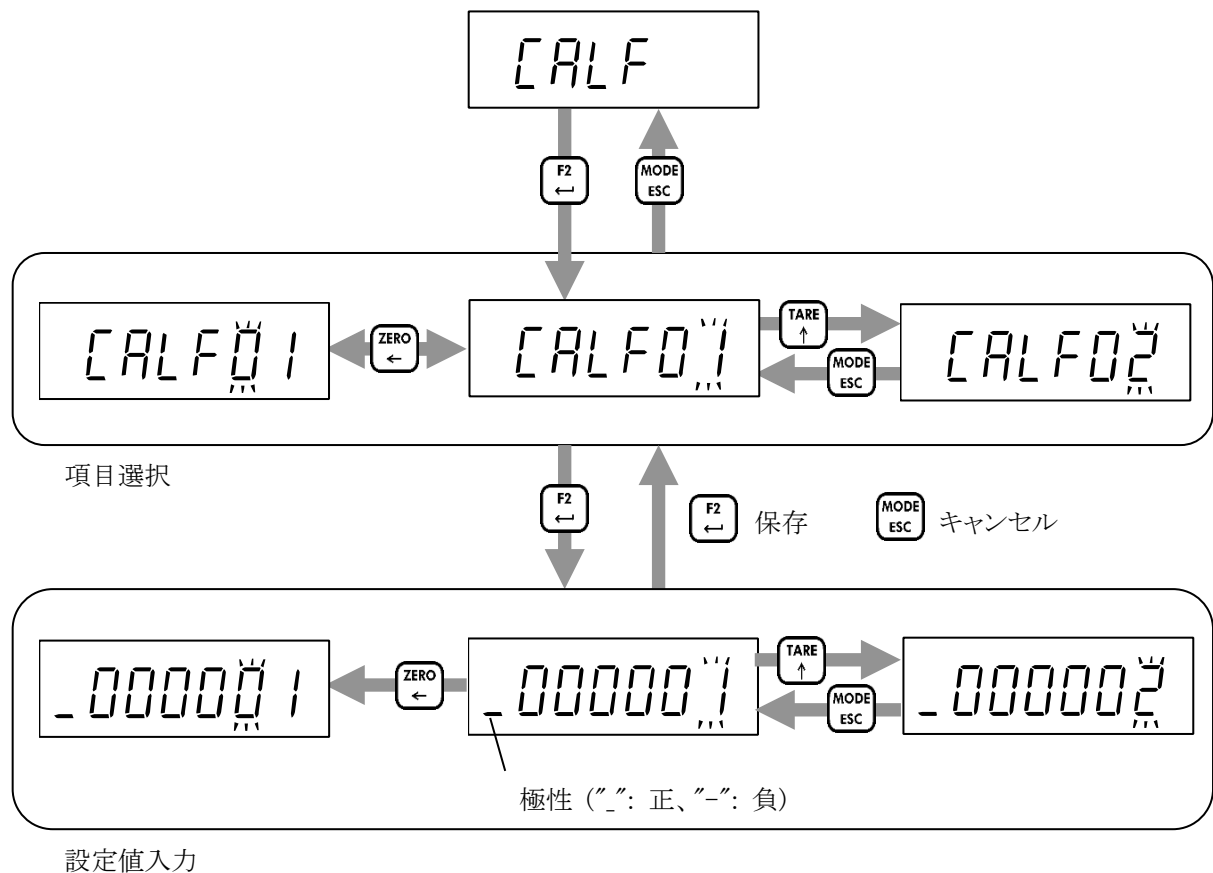 CALF
F2
←
MODE
ESC
CALF01
ZERO
←
CALF01
TARE
↑
MODE
ESC
CALF02
項目選択
F2
←
F2
←
保存
MODE
ESC
キャンセル
_000001
ZERO
←
_000001
TARE
↑
MODE
ESC
_000002
極性 ("_": 正、"-": 負)
設定値入力